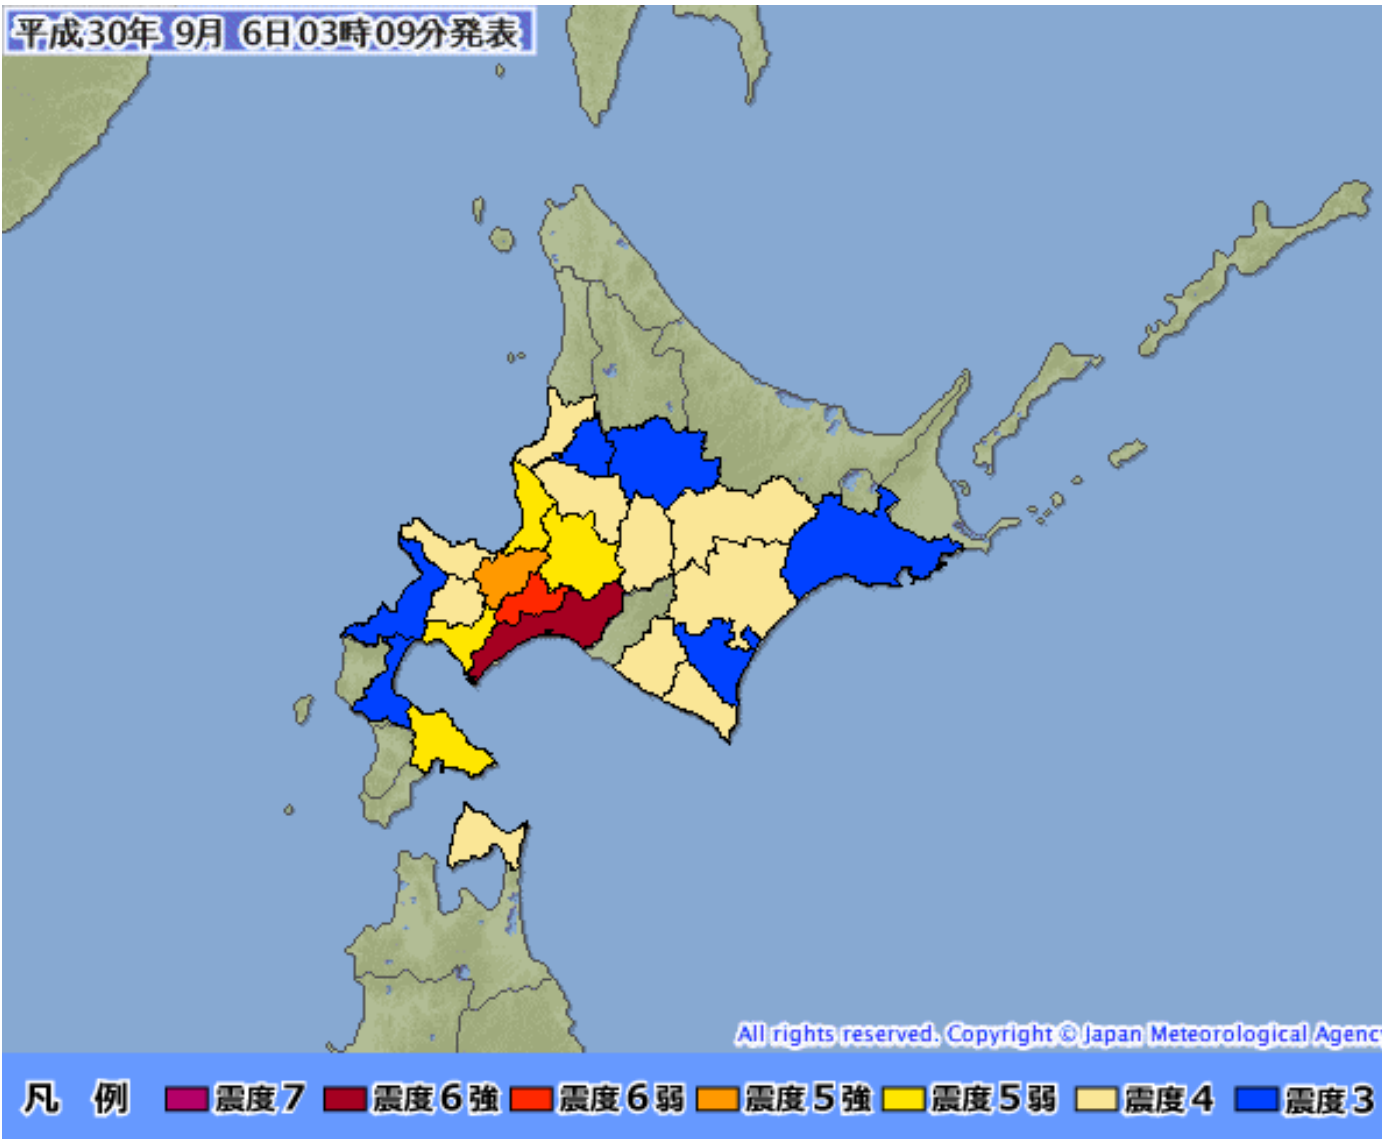 平成30年 9月 6日03時09分発表
All rights reserved. Copyright © Japan Meteorological Agency
凡 例 震度7 震度6強 震度6弱 震度5強 震度5弱 震度4 震度3